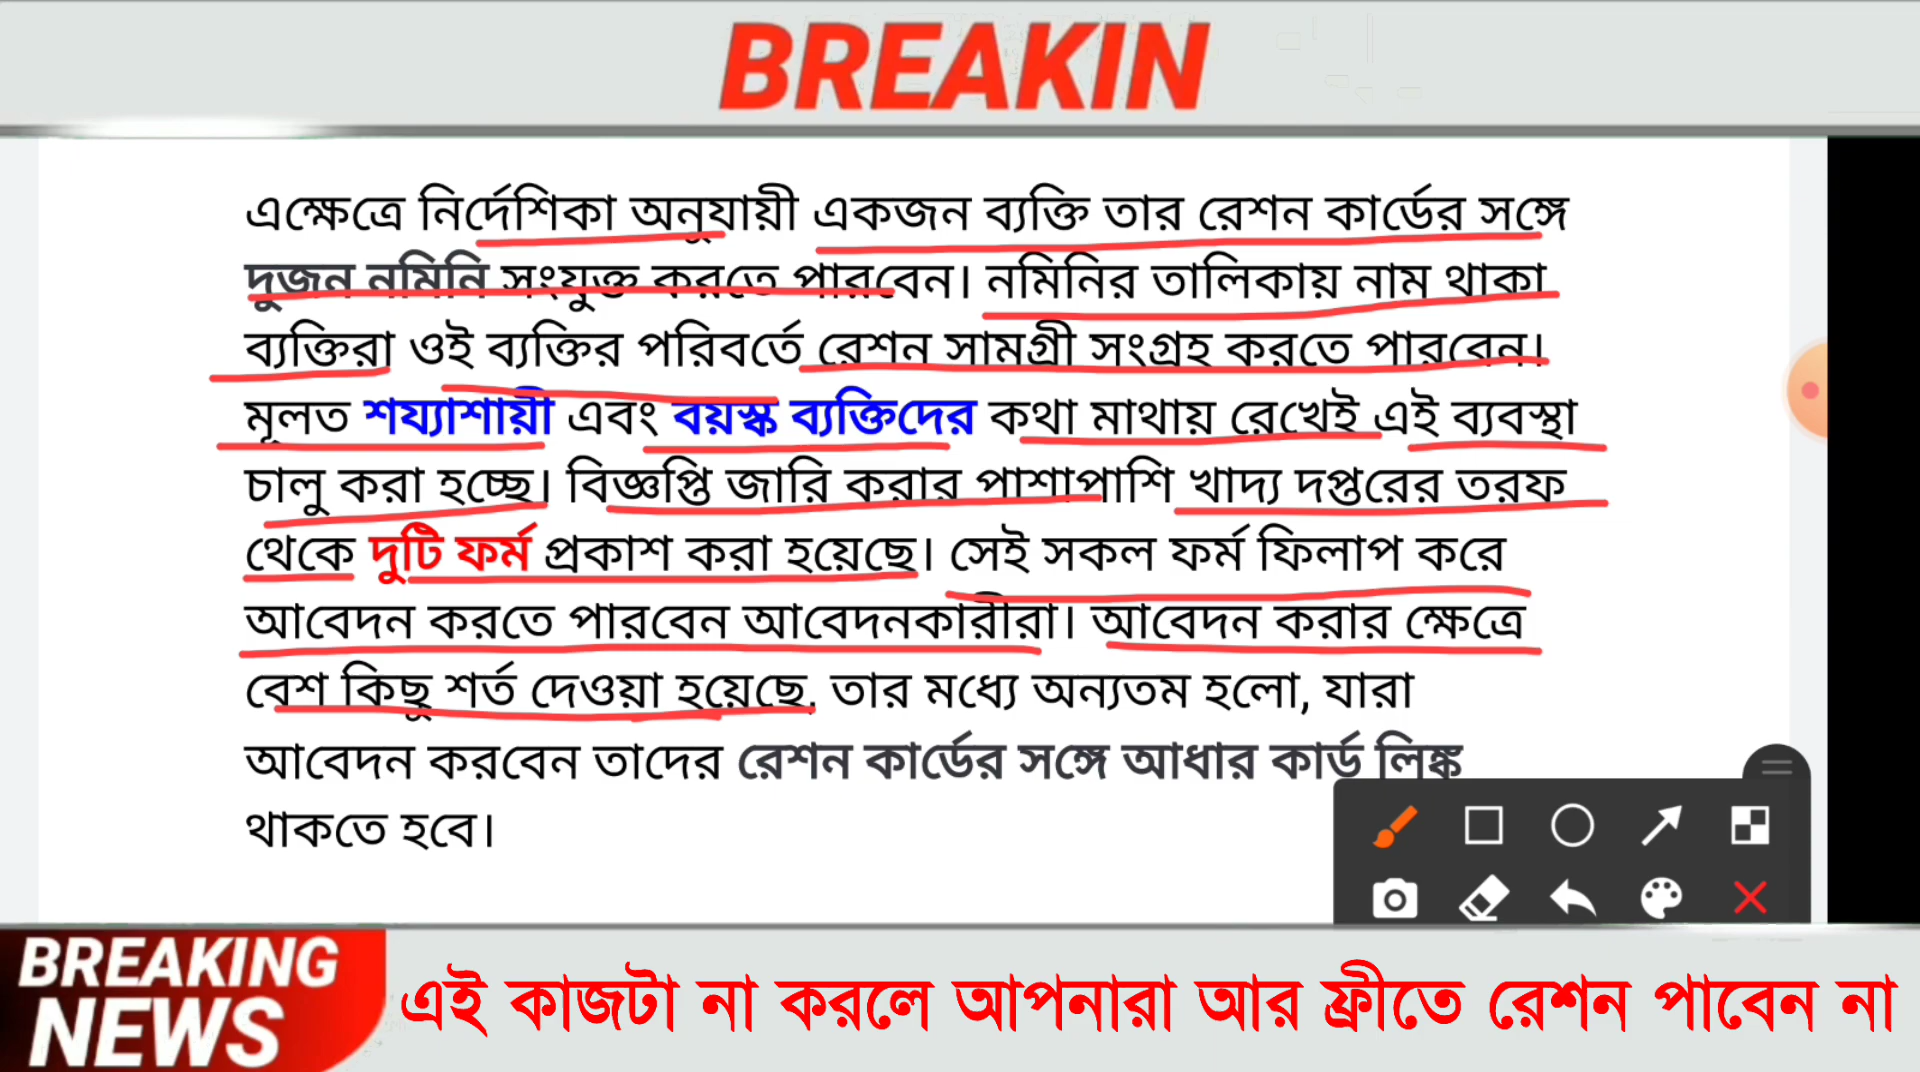 BREAKIN
এক্ষেত্রে নির্দেশিকা অনুযায়ী একজন ব্যক্তি তার রেশন কার্ডের সঙ্গে
দুজন নমিনি সংযুক্ত করতে পারবেন। নমিনির তালিকায় নাম থাকা
ব্যক্তিরা ওই ব্যক্তির পরিবর্তে রেশন সামগ্রী সংগ্রহ করতে পারবেন।
মূলত শয্যাশায়ী এবং বয়স্ক ব্যক্তিদের কথা মাথায় রেখেই এই ব্যবস্থা
চালু করা হচ্ছে। বিজ্ঞপ্তি জারি করার পাশাপাশি খাদ্য দপ্তরের তরফ
থেকে দুটি ফর্ম প্রকাশ করা হয়েছে। সেই সকল ফর্ম ফিলাপ করে
আবেদন করতে পারবেন আবেদনকারীরা। আবেদন করার ক্ষেত্রে
বেশ কিছু শর্ত দেওয়া হয়েছে, তার মধ্যে অন্যতম হলো, যারা
আবেদন করবেন তাদের রেশন কার্ডের সঙ্গে আধার কার্ড লিঙ্ক
থাকতে হবে।
BREAKING
NEWS
এই কাজটা না করলে আপনারা আর ফ্রীতে রেশন পাবেন না